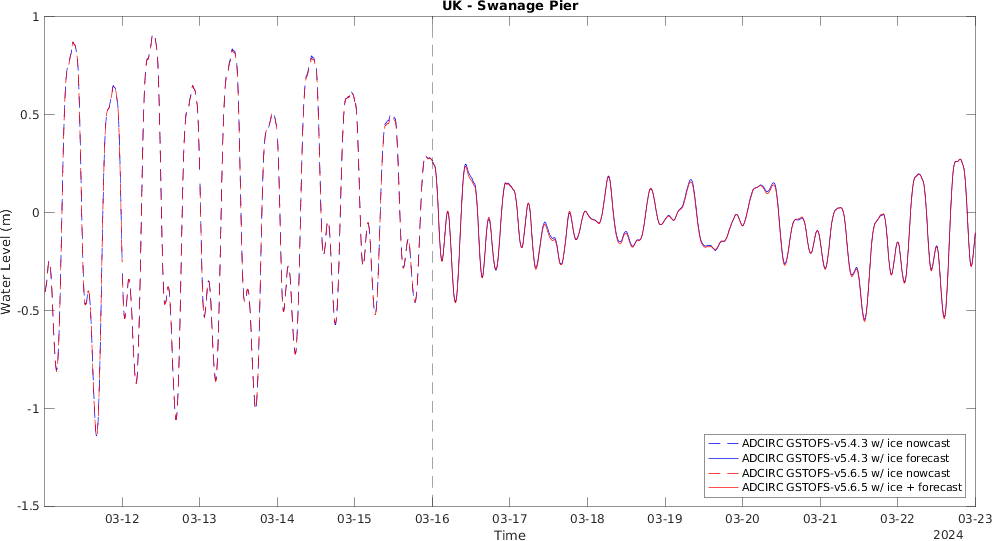 UK - Swanage Pier
1
0.5
0
-0.5
-1
-1.5
Water Level (m)
03-12 03-13 03-14 03-15 03-16 03-17 03-18 03-19 03-20 03-21 03-22 03-23
Time
2024
ADCIRC GSTOFS-v5.4.3 w/ ice nowcast
ADCIRC GSTOFS-v5.4.3 w/ ice forecast
ADCIRC GSTOFS-v5.6.5 w/ ice nowcast
ADCIRC GSTOFS-v5.6.5 w/ ice + forecast